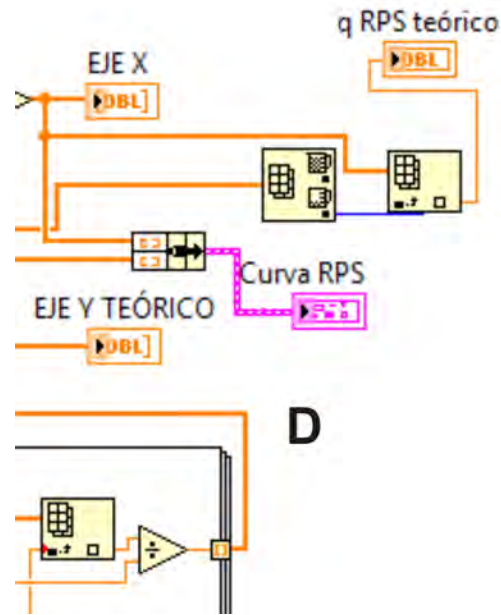 q RPS teórico
DBL
EJE X
DBL]
Curva RPS
EJE Y TEÓRICO
DBL]
D
÷